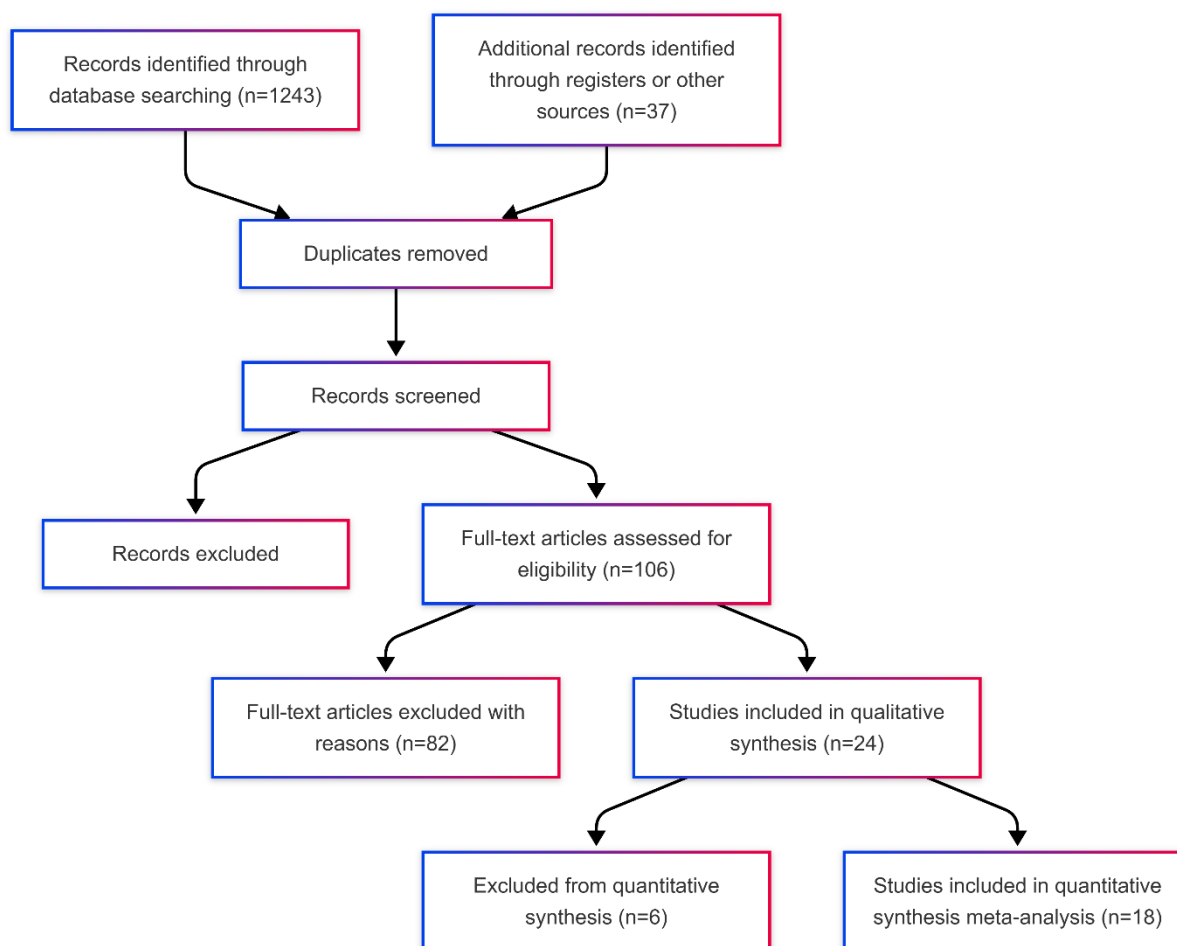 Records identified through
database searching (n=1243)
Additional records identified
through registers or other
sources (n=37)
Duplicates removed
Records screened
Records excluded
Full-text articles assessed for
eligibility (n=106)
Full-text articles excluded with
reasons (n=82)
Studies included in qualitative
synthesis (n=24)
Excluded from quantitative
synthesis (n=6)
Studies included in quantitative
synthesis meta-analysis (n=18)